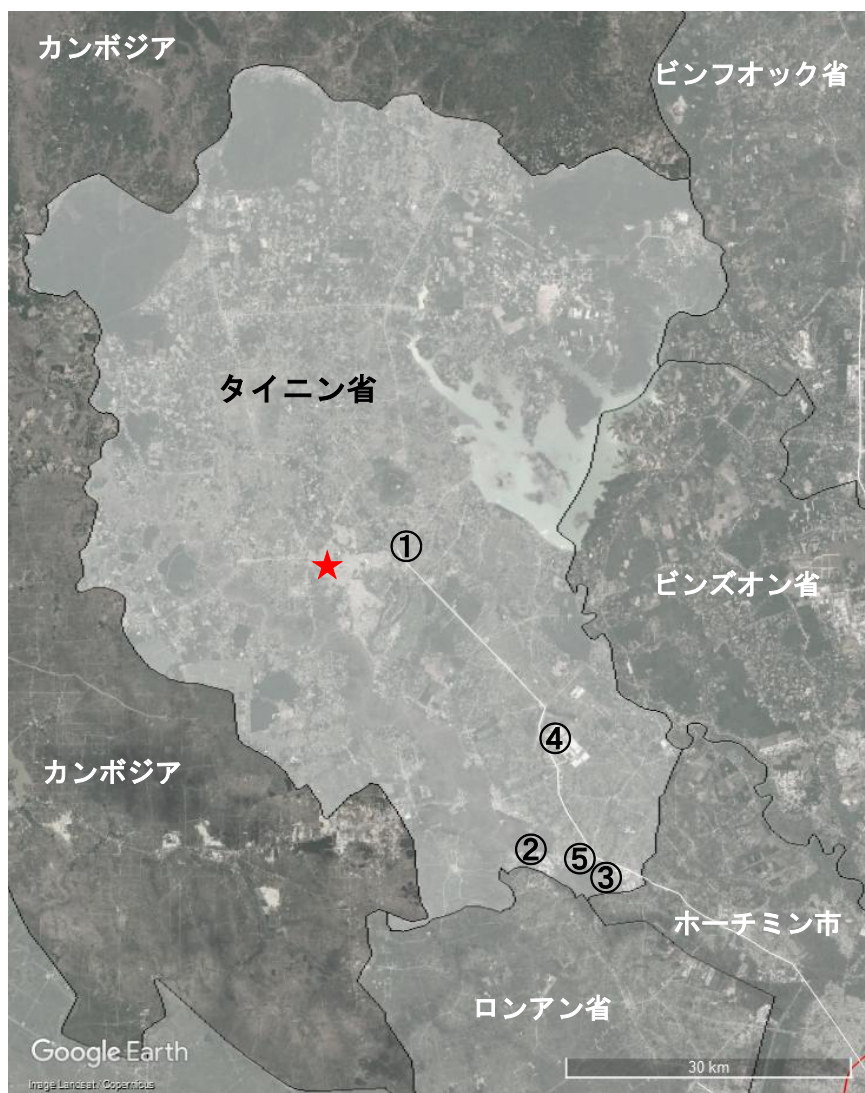 カンボジア
ビンフオック省
タイニン省
①
ビンズオン省
④
カンボジア
②
⑤
③
ホーチミン市
ロンアン省
Google Earth
30 km
Image Landsat / Copernicus